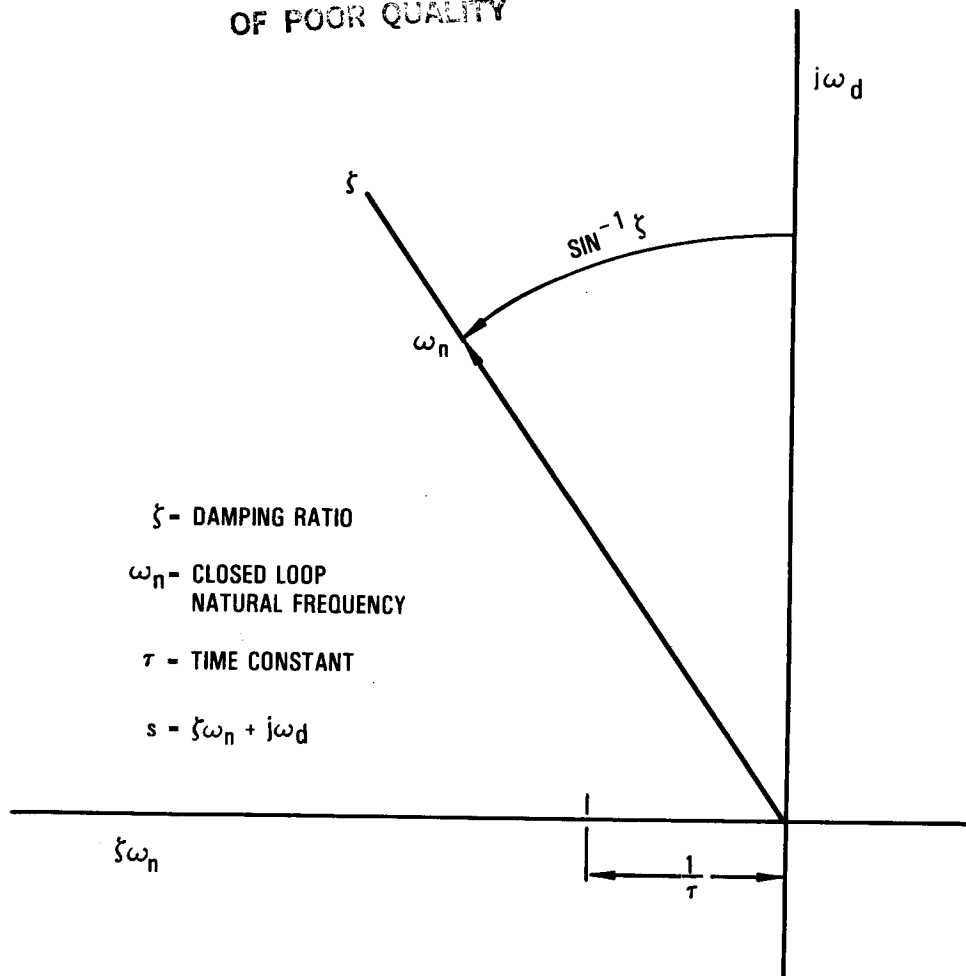 OF POOR QUALITY
jω_d
ζ
SIN⁻¹ ζ
ω_n
ζ - DAMPING RATIO
ω_n - CLOSED LOOP
NATURAL FREQUENCY
τ - TIME CONSTANT
s - ζω_n + jω_d
ζω_n
1/τ